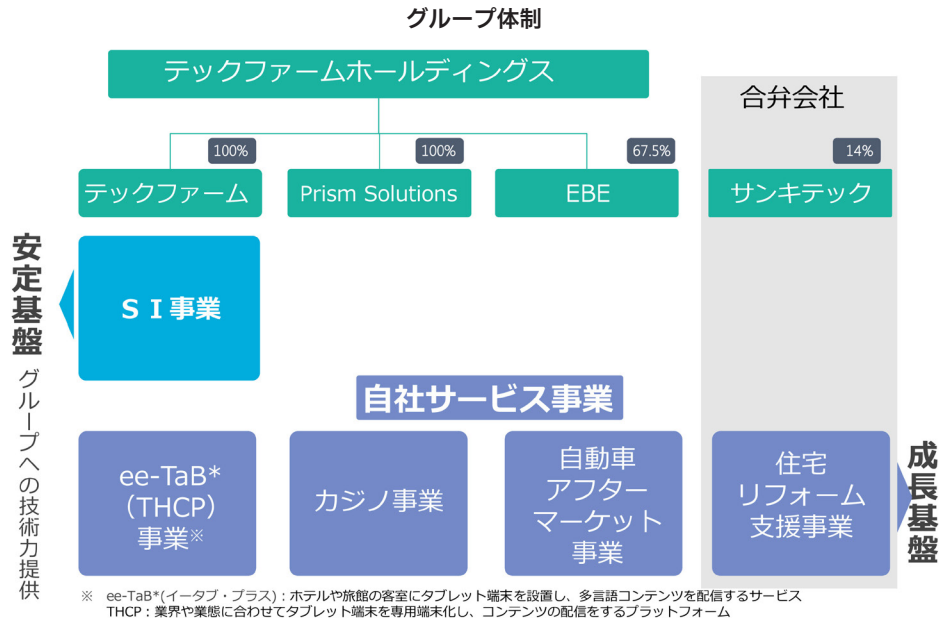 グループ体制
テックファームホールディングス
合弁会社
100%
100%
67.5%
14%
テックファーム
Prism Solutions
EBE
サンキテック
安定基盤
グループへの技術力提供
ＳＩ事業
自社サービス事業
ee-TaB*
（THCP）
事業※
カジノ事業
自動車
アフター
マーケット
事業
住宅
リフォーム
支援事業
成長基盤
※ ee-TaB*(イータブ・プラス)：ホテルや旅館の客室にタブレット端末を設置し、多言語コンテンツを配信するサービス
THCP：業界や業態に合わせてタブレット端末を専用端末化し、コンテンツの配信をするプラットフォーム